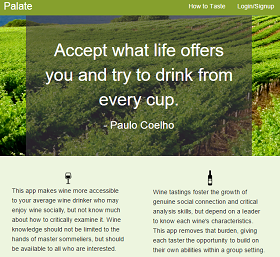 Palate
How to Taste
Login/Signup
Accept what life offers
you and try to drink from
every cup.
- Paulo Coelho
This app makes wine more accessible
to your average wine drinker who may
enjoy wine socially, but not know much
about how to critically examine it. Wine
knowledge should not be limited to the
hands of master sommeliers, but should
be available to all who are interested.
Wine tastings foster the growth of
genuine social connection and critical
analysis skills, but depend on a leader
to know each wine's characteristics.
This app removes that burden, giving
each taster the opportunity to build on
their own abilities within a group setting.